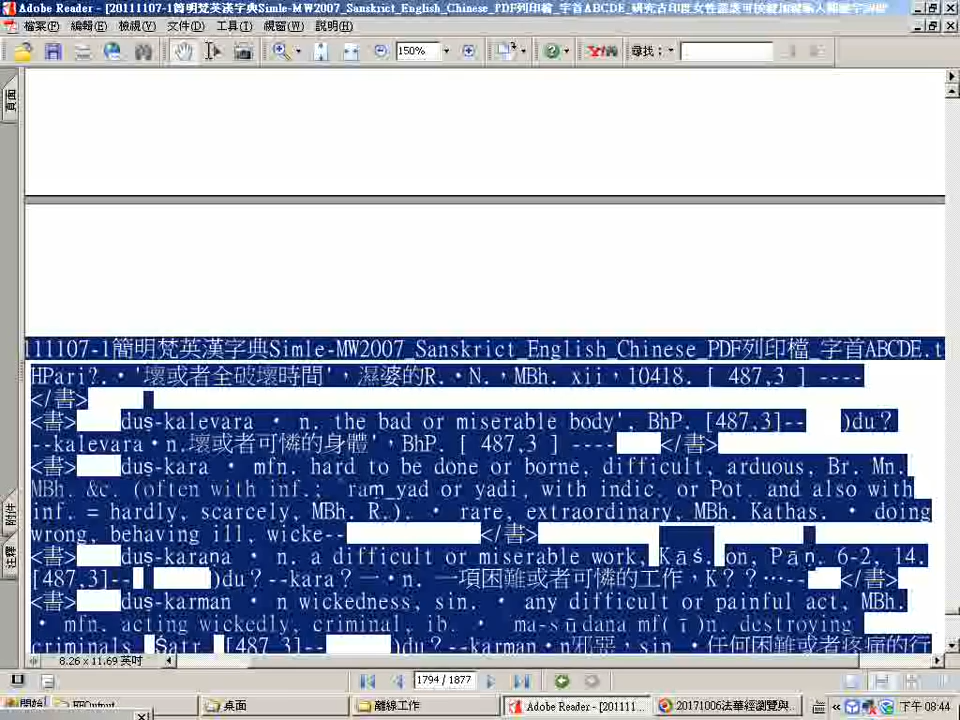 Adobe Reader - [20111107-1簡明梵英漢字典Simle-MW2007_Sanskrict_English_Chinese_PDF列印檔_字首ABCDE_研究古印度女性
檔案(F) 編輯(E) 檢視(V) 文件(D) 工具(T) 視窗(W) 說明(H)
150% 尋找:
頁面
111107-1簡明梵英漢字典Simle-MW2007_Sanskrict_English_Chinese_PDF列印檔_字首ABCDE.t
HPari?.‧'壞或者全破壞時間'，濕婆的R.‧N.，MBh. xii，10418. [ 487,3 ] ----
</書>
<書> duṣ-kalevara ‧ n. the bad or miserable body', BhP. [487,3]-- )du?
--kalevara‧n.壞或者可憐的身體'，BhP. [ 487,3 ] ---- </書>
<書> duṣ-kara ‧ mfn. hard to be done or borne, difficult, arduous, Br. Mn.
MBh. &c. (often with inf.; ram_yad or yadi, with indic. or Pot. and also with
inf. = hardly, scarcely, MBh. R.). ‧ rare, extraordinary, MBh. Kathas. ‧ doing
wrong, behaving ill, wicke-- </書>
<書> duṣ-karaṇa ‧ n. a difficult or miserable work, Kāś. on, Pāṇ. 6-2, 14.
[487,3]-- )du?--kara?一‧n. 一項困難或者可憐的工作，K??…-- </書>
<書> duṣ-karman ‧ n wickedness, sin. ‧ any difficult or painful act, MBh.
‧ mfn. acting wickedly, criminal, ib. ‧ ma-sūdana mf(ī)n. destroying
criminals, Śatr. [487,3]-- )du?--karman‧n邪惡，sin.‧任何困難或者疼痛的行
附件
注釋
8.26 x 11.69 英吋
1794 / 1877
開始 FFOutput 桌面 離線工作 Adobe Reader - [201111... 20171006法華經瀏覽與... 下午 08:44